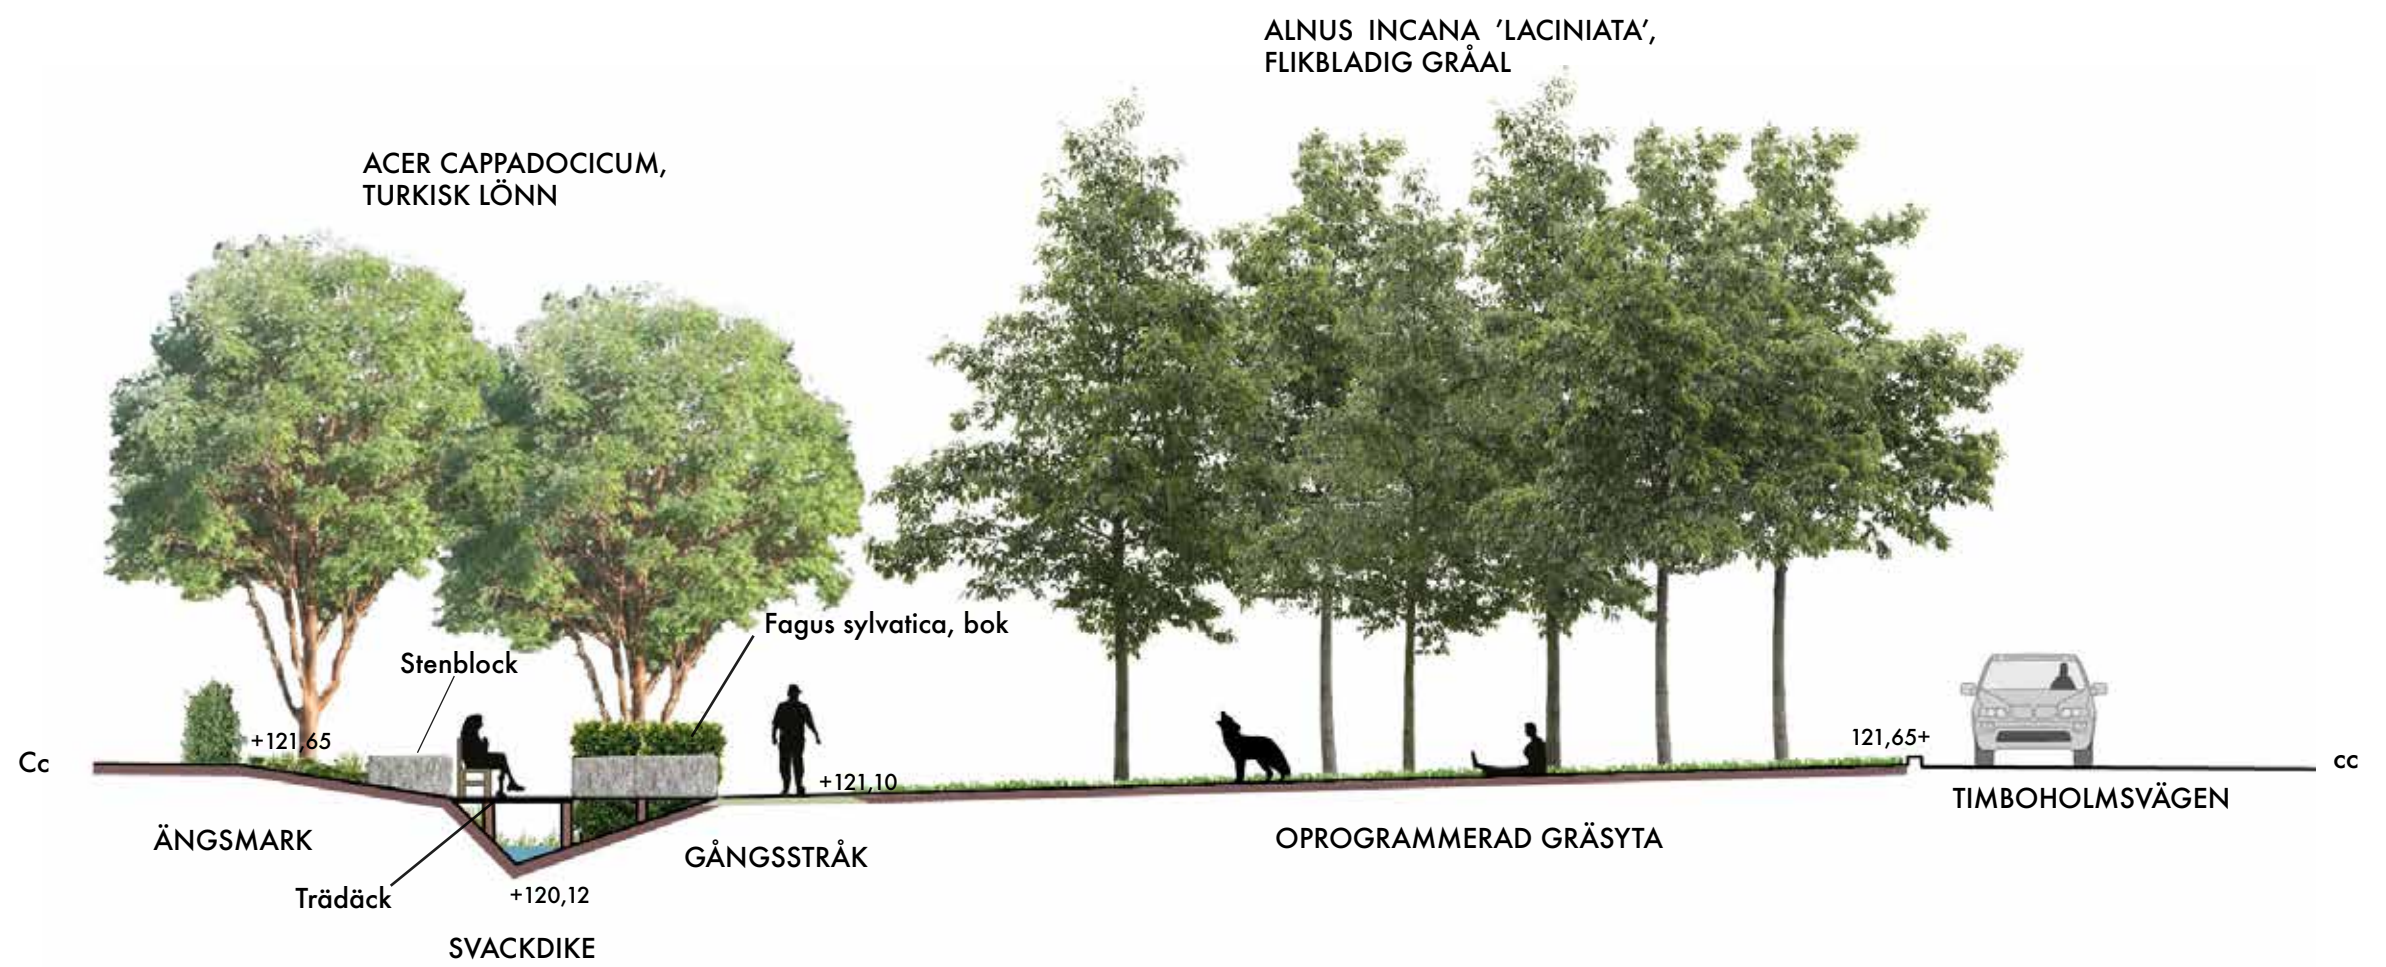 ALNUS INCANA 'LACINIATA',
FLIKBLADIG GRÅAL
ACER CAPPADOCICUM,
TURKISK LÖNN
Fagus sylvatica, bok
Stenblock
+121,65
121,65+
Cc
cc
+121,10
TIMBOHOLMSVÄGEN
ÄNGSMARK
OPROGRAMMERAD GRÄSYTA
GÅNGSSTRÅK
Trädäck
+120,12
SVACKDIKE